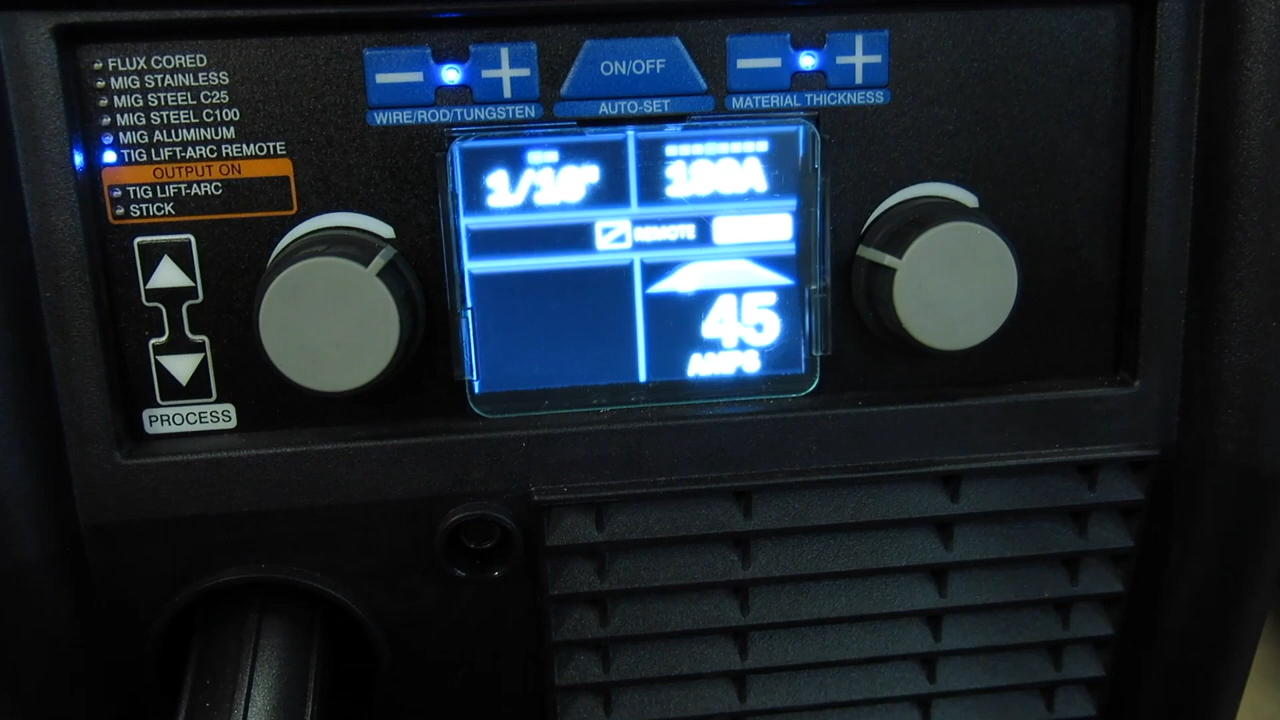 FLUX CORED
MIG STAINLESS
MIG STEEL C25
MIG STEEL C100
MIG ALUMINUM
TIG LIFT-ARC REMOTE
OUTPUT ON
TIG LIFT-ARC
STICK
PROCESS
WIRE/ROD/TUNGSTEN
ON/OFF
AUTO-SET
MATERIAL THICKNESS
1/16"
REMOTE
45
AMPS